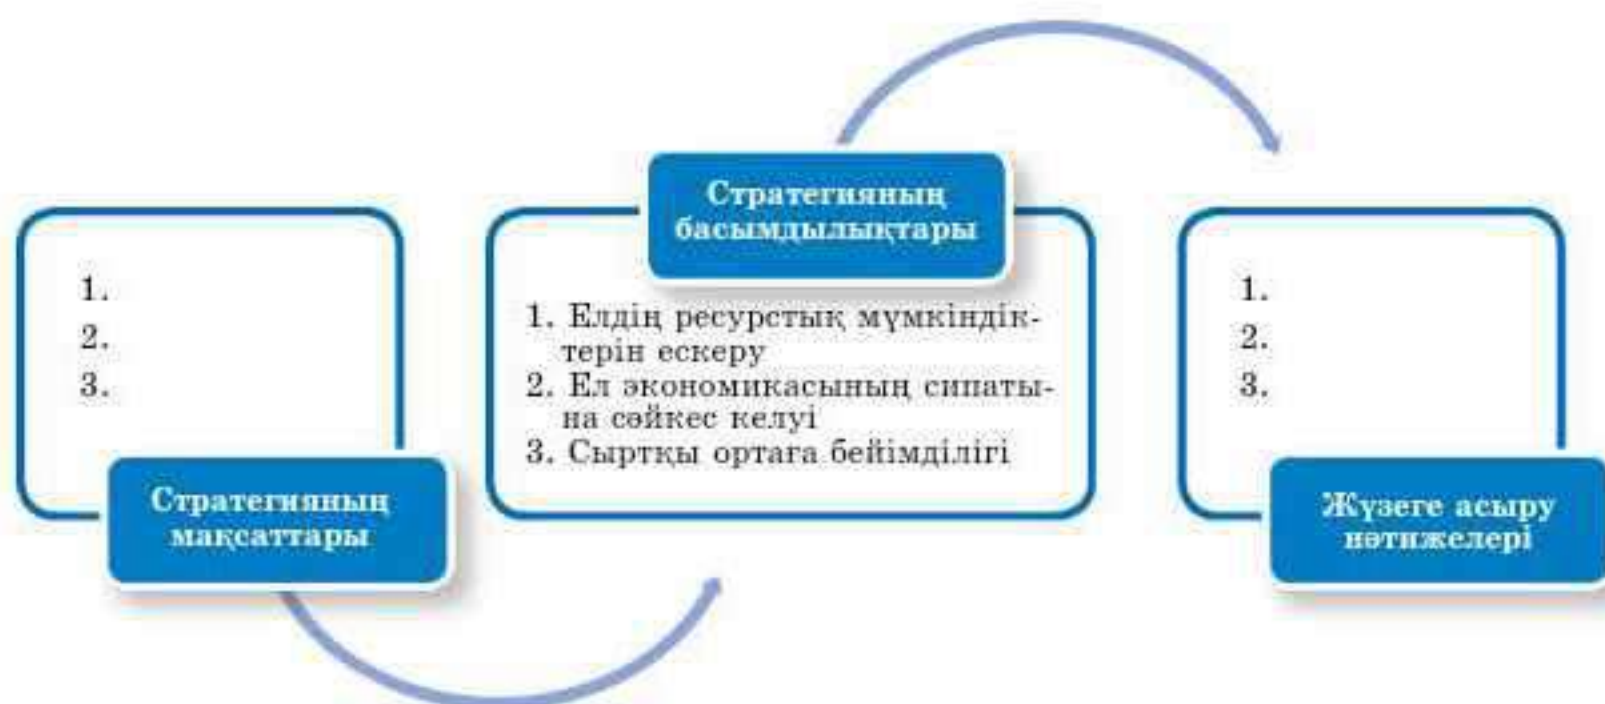 1.
2.
3.
Стратегияның
мақсаттары
Стратегияның
басымдылықтары
1. Елдің ресурстық мүмкіндік-
терін ескеру
2. Ел экономикасының сипаты-
на сәйкес келуі
3. Сыртқы ортаға бейімділігі
1.
2.
3.
Жүзеге асыру
нәтижелері